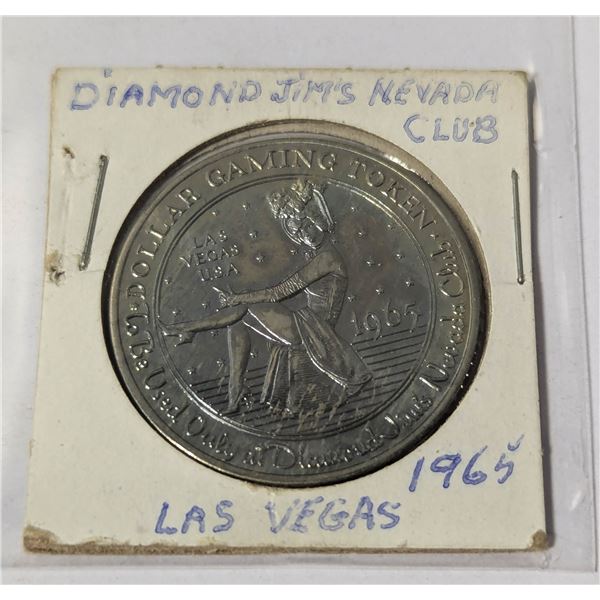 DIAMOND JIM'S NEVADA
CLUB
DOLLAR GAMING TOKEN
To Be Used Only at Diamond Jim's Nevada Club
LAS
VEGAS
USA
1965
1965
LAS VEGAS